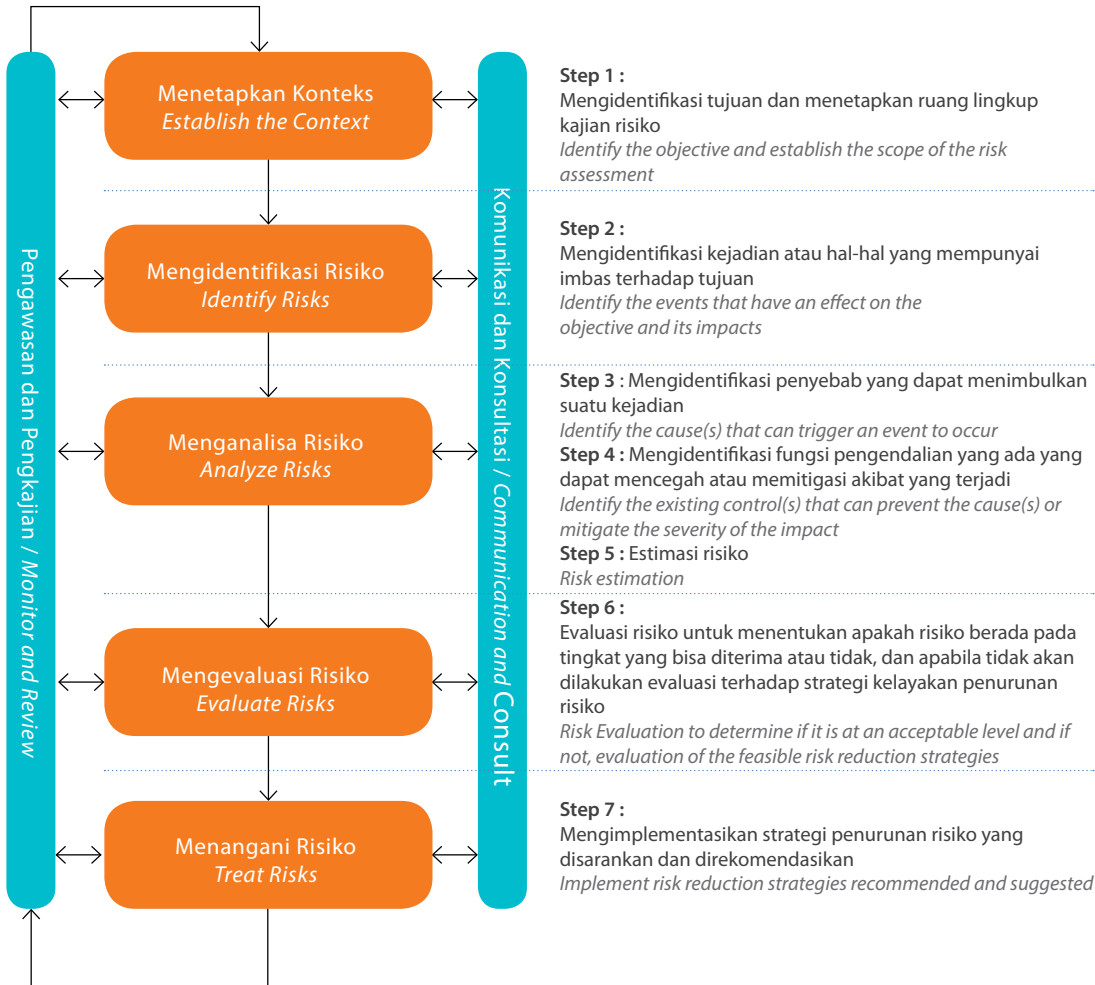 Pengawasan dan Pengkajian / Monitor and Review
Menetapkan Konteks
Establish the Context
Mengidentifikasi Risiko
Identify Risks
Menganalisa Risiko
Analyze Risks
Mengevaluasi Risiko
Evaluate Risks
Menangani Risiko
Treat Risks
Komunikasi dan Konsultasi / Communication and Consult
Step 1 :
Mengidentifikasi tujuan dan menetapkan ruang lingkup
kajian risiko
Identify the objective and establish the scope of the risk
assessment
Step 2 :
Mengidentifikasi kejadian atau hal-hal yang mempunyai
imbas terhadap tujuan
Identify the events that have an effect on the
objective and its impacts
Step 3 : Mengidentifikasi penyebab yang dapat menimbulkan
suatu kejadian
Identify the cause(s) that can trigger an event to occur
Step 4 : Mengidentifikasi fungsi pengendalian yang ada yang
dapat mencegah atau memitigasi akibat yang terjadi
Identify the existing control(s) that can prevent the cause(s) or
mitigate the severity of the impact
Step 5 : Estimasi risiko
Risk estimation
Step 6 :
Evaluasi risiko untuk menentukan apakah risiko berada pada
tingkat yang bisa diterima atau tidak, dan apabila tidak akan
dilakukan evaluasi terhadap strategi kelayakan penurunan
risiko
Risk Evaluation to determine if it is at an acceptable level and if
not, evaluation of the feasible risk reduction strategies
Step 7 :
Mengimplementasikan strategi penurunan risiko yang
disarankan dan direkomendasikan
Implement risk reduction strategies recommended and suggested